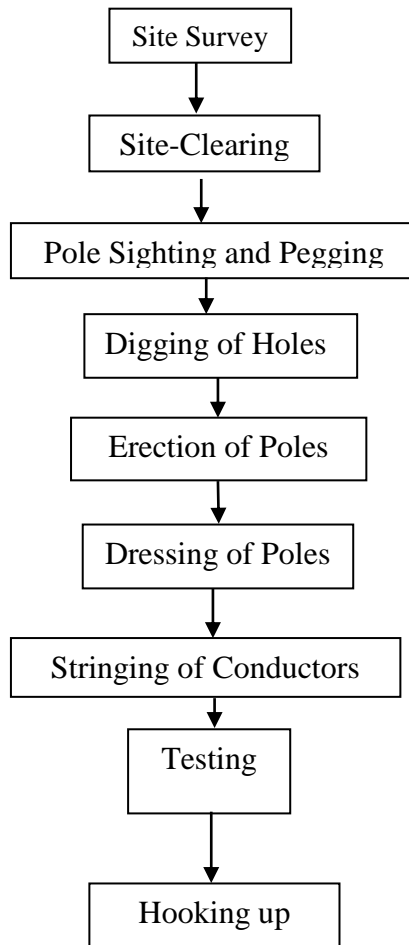 Site Survey
Site-Clearing
Pole Sighting and Pegging
Digging of Holes
Erection of Poles
Dressing of Poles
Stringing of Conductors
Testing
Hooking up